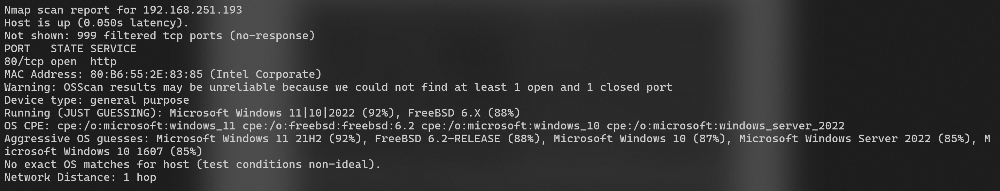 Nmap scan report for 192.168.251.193
Host is up (0.050s latency).
Not shown: 999 filtered tcp ports (no-response)
PORT   STATE SERVICE
80/tcp open  http
MAC Address: 80:B6:55:2E:83:85 (Intel Corporate)
Warning: OSScan results may be unreliable because we could not find at least 1 open and 1 closed port
Device type: general purpose
Running (JUST GUESSING): Microsoft Windows 11|10|2022 (92%), FreeBSD 6.X (88%)
OS CPE: cpe:/o:microsoft:windows_11 cpe:/o:freebsd:freebsd:6.2 cpe:/o:microsoft:windows_10 cpe:/o:microsoft:windows_server_2022
Aggressive OS guesses: Microsoft Windows 11 21H2 (92%), FreeBSD 6.2-RELEASE (88%), Microsoft Windows 10 (87%), Microsoft Windows Server 2022 (85%), M
icrosoft Windows 10 1607 (85%)
No exact OS matches for host (test conditions non-ideal).
Network Distance: 1 hop